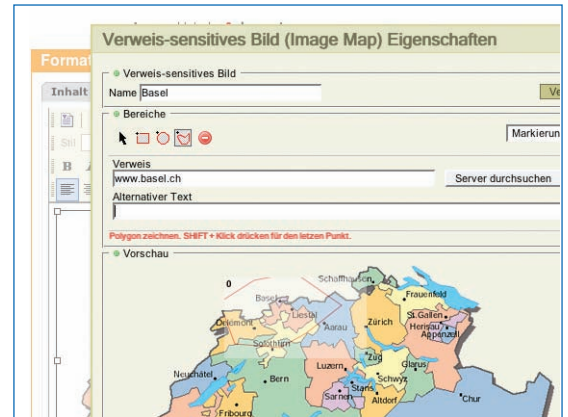 Verweis-sensitives Bild (Image Map) Eigenschaften
Format
Inhalt
Stil
B
Verweis-sensitives Bild
Name Basel
Ve
Bereiche
Markierun
Verweis
www.basel.ch
Server durchsuchen
Alternativer Text
Polygon zeichnen. SHIFT + Klick drücken für den letzen Punkt.
Vorschau
0
Schaffhausen
Basel
Frauenfeld
Delémont
Liestal
Aarau
Zürich
St.Gallen
Herisau
Appenzell
Solothurn
Zug
Neuchâtel
Bern
Luzern
Glarus
Schwyz
Stans
Sarnen
Altdorf
Chur
Fribourg